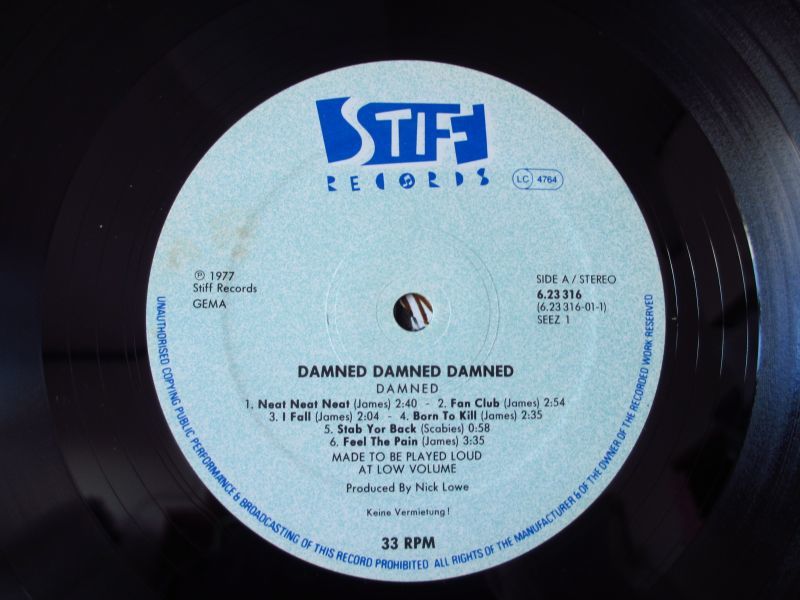 STIFF
RECORDS
LC 4764
℗ 1977
Stiff Records
GEMA
SIDE A / STEREO
6.23 316
(6.23 316-01-1)
SEEZ 1
DAMNED DAMNED DAMNED
DAMNED
1. Neat Neat Neat (James) 2:40 - 2. Fan Club (James) 2:54
3. I Fall (James) 2:04 - 4. Born To Kill (James) 2:35
5. Stab Yor Back (Scabies) 0:58
6. Feel The Pain (James) 3:35
MADE TO BE PLAYED LOUD
AT LOW VOLUME
Produced By Nick Lowe
Keine Vermietung!
33 RPM
UNAUTHORISED COPYING PUBLIC PERFORMANCE & BROADCASTING OF THIS RECORD PROHIBITED ALL RIGHTS OF THE MANUFACTURER & OF THE OWNER OF THE RECORDED WORK RESERVED